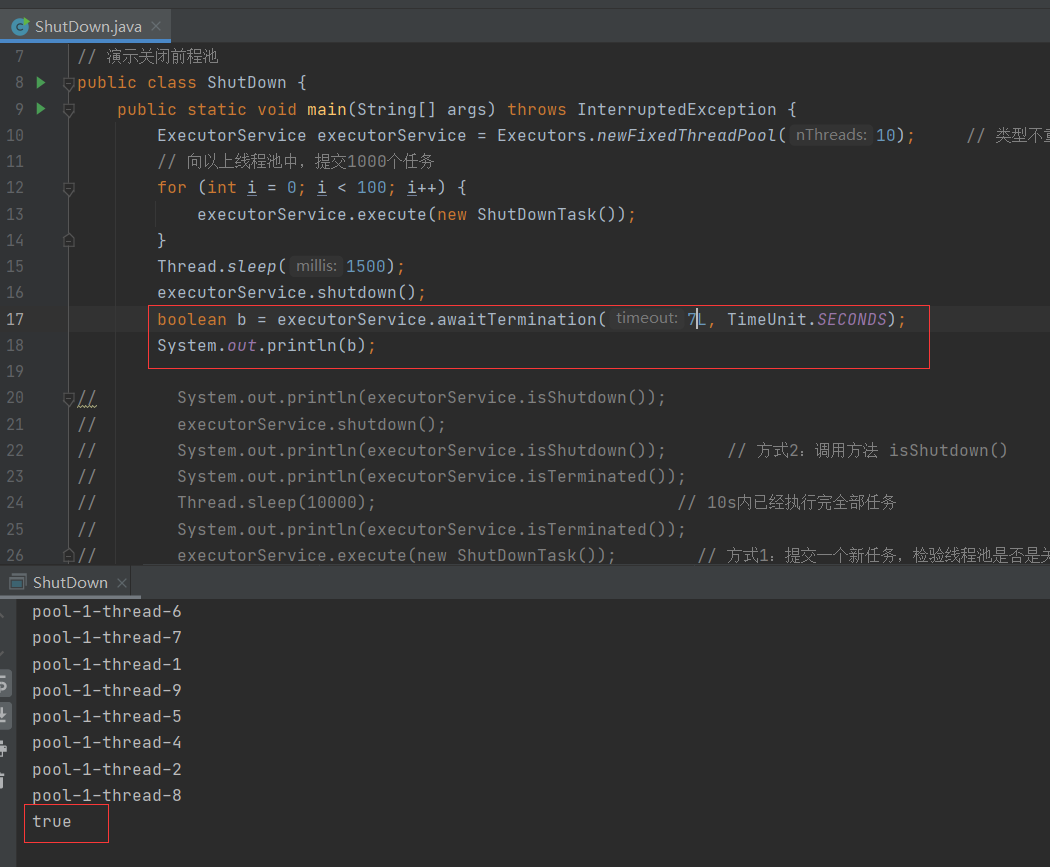 ShutDown.java
7 // 演示关闭前程池
8 public class ShutDown {
9 public static void main(String[] args) throws InterruptedException {
10 ExecutorService executorService = Executors.newFixedThreadPool( nThreads: 10); // 类型不重
11 // 向以上线程池中，提交1000个任务
12 for (int i = 0; i < 100; i++) {
13 executorService.execute(new ShutDownTask());
14 }
15 Thread.sleep( millis: 1500);
16 executorService.shutdown();
17 boolean b = executorService.awaitTermination( timeout: 7L, TimeUnit.SECONDS);
18 System.out.println(b);
19
20 // System.out.println(executorService.isShutdown());
21 // executorService.shutdown();
22 // System.out.println(executorService.isShutdown()); // 方式2：调用方法 isShutdown()
23 // System.out.println(executorService.isTerminated());
24 // Thread.sleep(10000); // 10s内已经执行完全部任务
25 // System.out.println(executorService.isTerminated());
26 // executorService.execute(new ShutDownTask()); // 方式1：提交一个新任务，检验线程池是否是关
ShutDown
pool-1-thread-6
pool-1-thread-7
pool-1-thread-1
pool-1-thread-9
pool-1-thread-5
pool-1-thread-4
pool-1-thread-2
pool-1-thread-8
true